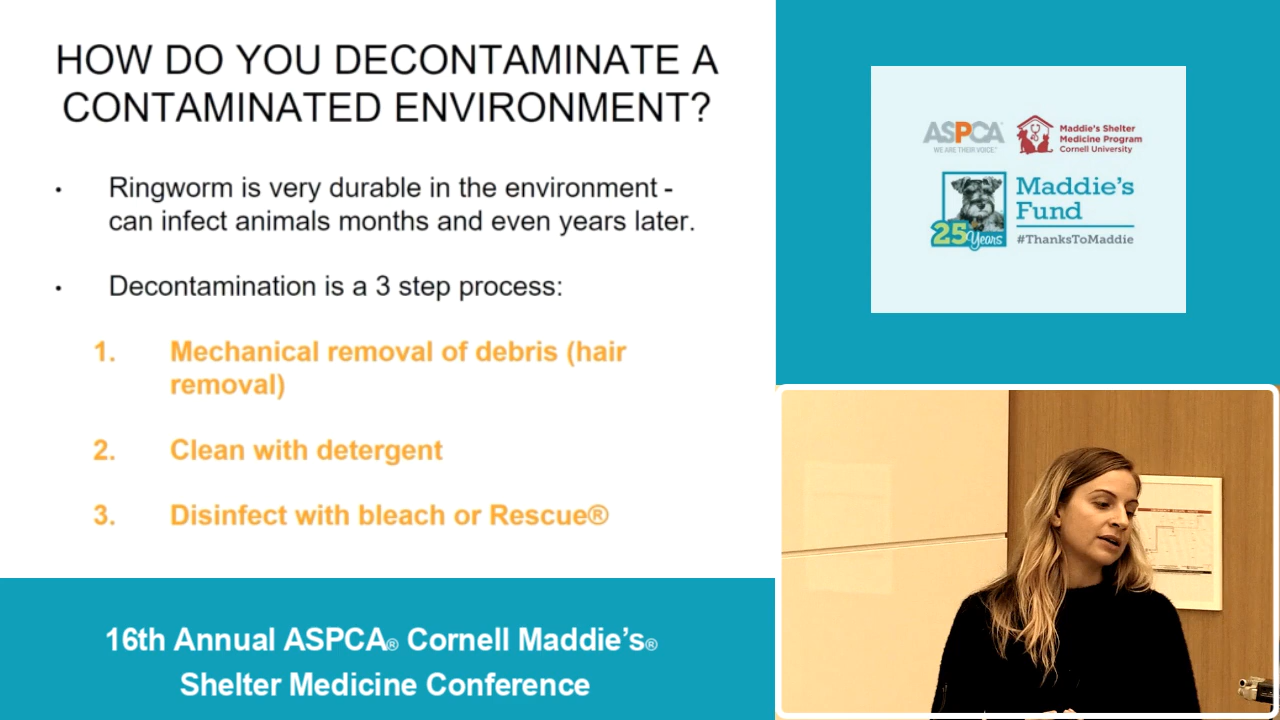 HOW DO YOU DECONTAMINATE A
CONTAMINATED ENVIRONMENT?
• Ringworm is very durable in the environment -
can infect animals months and even years later.
• Decontamination is a 3 step process:
1. Mechanical removal of debris (hair
removal)
2. Clean with detergent
3. Disinfect with bleach or Rescue®
16th Annual ASPCA® Cornell Maddie's®
Shelter Medicine Conference
ASPCA
WE ARE THEIR VOICE™
Maddie's Shelter
Medicine Program
Cornell University
Maddie's
Fund
25 Years
#ThanksToMaddie